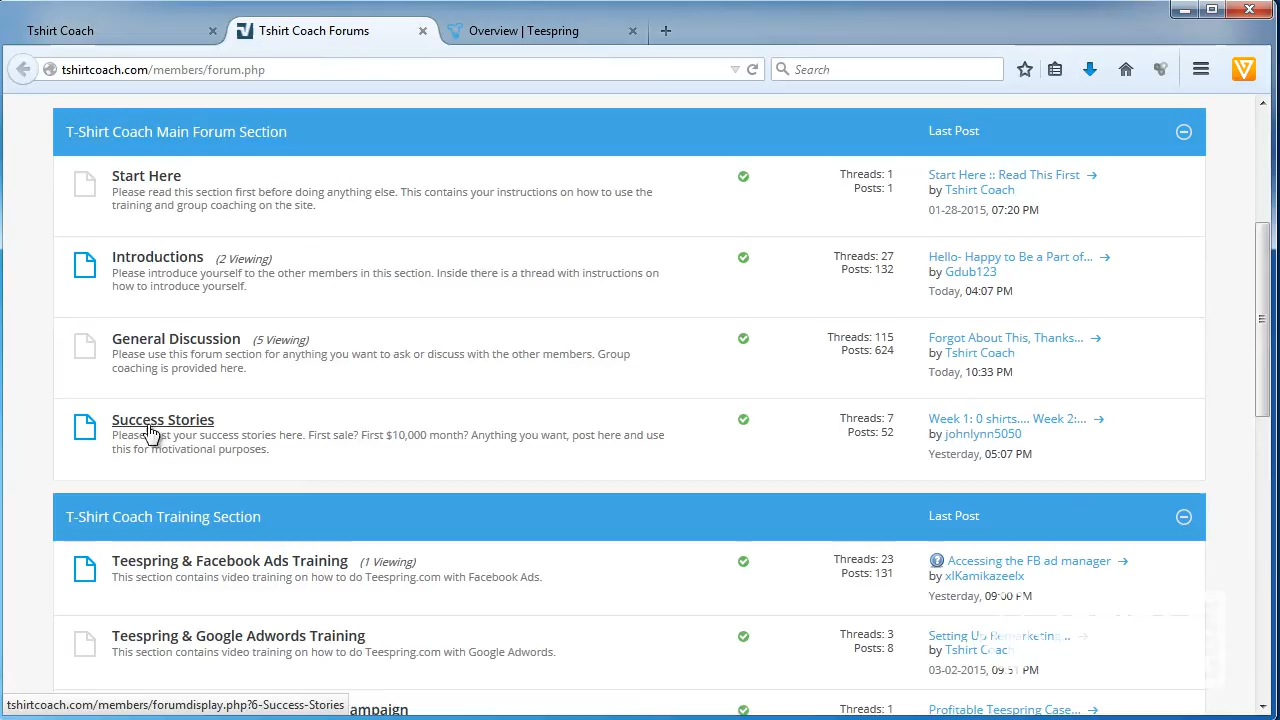 Tshirt Coach
Tshirt Coach Forums
Overview | Teespring
tshirtcoach.com/members/forum.php
Search
T-Shirt Coach Main Forum Section
Last Post
Start Here
Please read this section first before doing anything else. This contains your instructions on how to use the
training and group coaching on the site.
Threads: 1
Posts: 1
Start Here :: Read This First
by Tshirt Coach
01-28-2015, 07:20 PM
Introductions (2 Viewing)
Please introduce yourself to the other members in this section. Inside there is a thread with instructions on
how to introduce yourself.
Threads: 27
Posts: 132
Hello- Happy to Be a Part of...
by Gdub123
Today, 04:07 PM
General Discussion (5 Viewing)
Please use this forum section for anything you want to ask or discuss with the other members. Group
coaching is provided here.
Threads: 115
Posts: 624
Forgot About This, Thanks...
by Tshirt Coach
Today, 10:33 PM
Success Stories
Please post your success stories here. First sale? First $10,000 month? Anything you want, post here and use
this for motivational purposes.
Threads: 7
Posts: 52
Week 1: 0 shirts.... Week 2:...
by johnlynn5050
Yesterday, 05:07 PM
T-Shirt Coach Training Section
Last Post
Teespring & Facebook Ads Training (1 Viewing)
This section contains video training on how to do Teespring.com with Facebook Ads.
Threads: 23
Posts: 131
Accessing the FB ad manager
by xIKamikazeelx
Yesterday, 09:00 PM
Teespring & Google Adwords Training
This section contains video training on how to do Teespring.com with Google Adwords.
Threads: 3
Posts: 8
Setting Up Remarketing...
by Tshirt Coach
03-02-2015, 09:51 PM
tshirtcoach.com/members/forumdisplay.php?6-Success-Stories
ampaign
Threads: 1
Profitable Teespring Case...